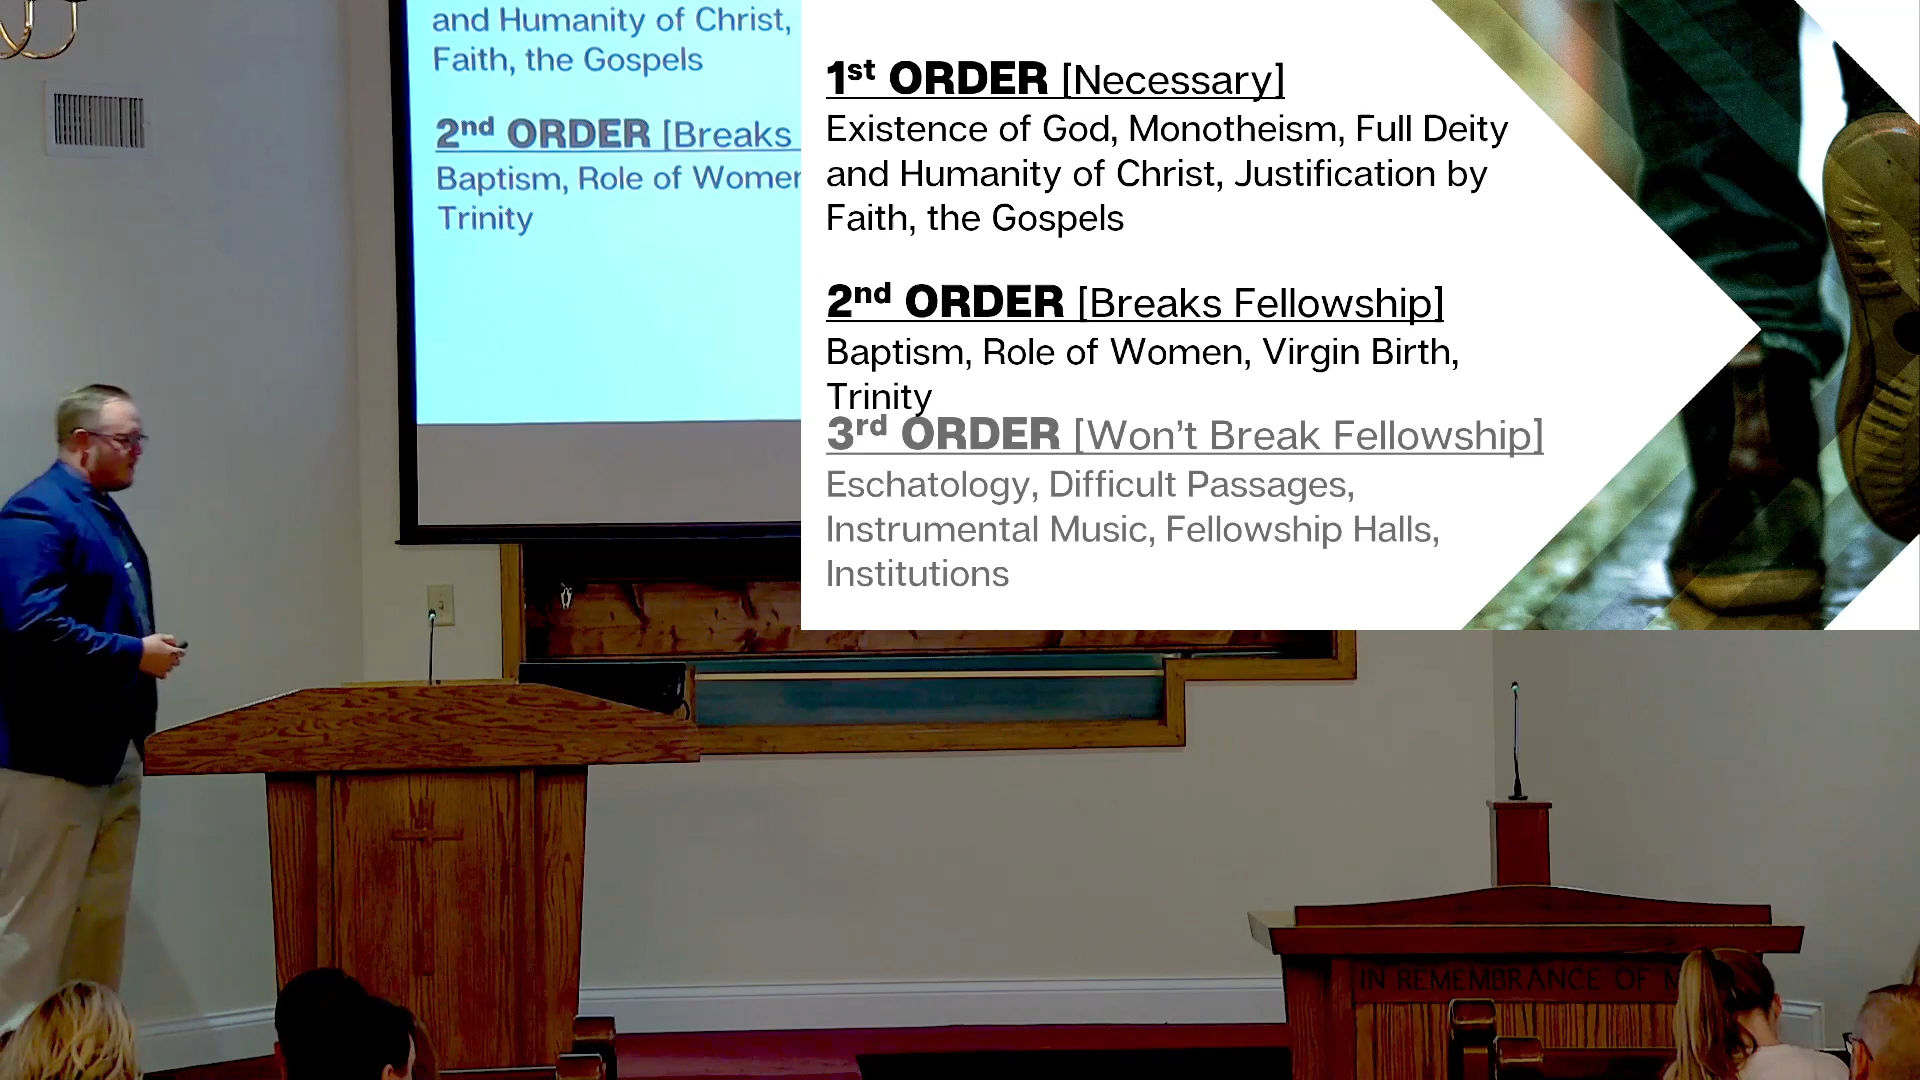 and Humanity of Christ,
Faith, the Gospels
2nd ORDER [Breaks
Baptism, Role of Women
Trinity
1st ORDER [Necessary]
Existence of God, Monotheism, Full Deity
and Humanity of Christ, Justification by
Faith, the Gospels
2nd ORDER [Breaks Fellowship]
Baptism, Role of Women, Virgin Birth,
Trinity
3rd ORDER [Won't Break Fellowship]
Eschatology, Difficult Passages,
Instrumental Music, Fellowship Halls,
Institutions
IN REMEMBRANCE OF M